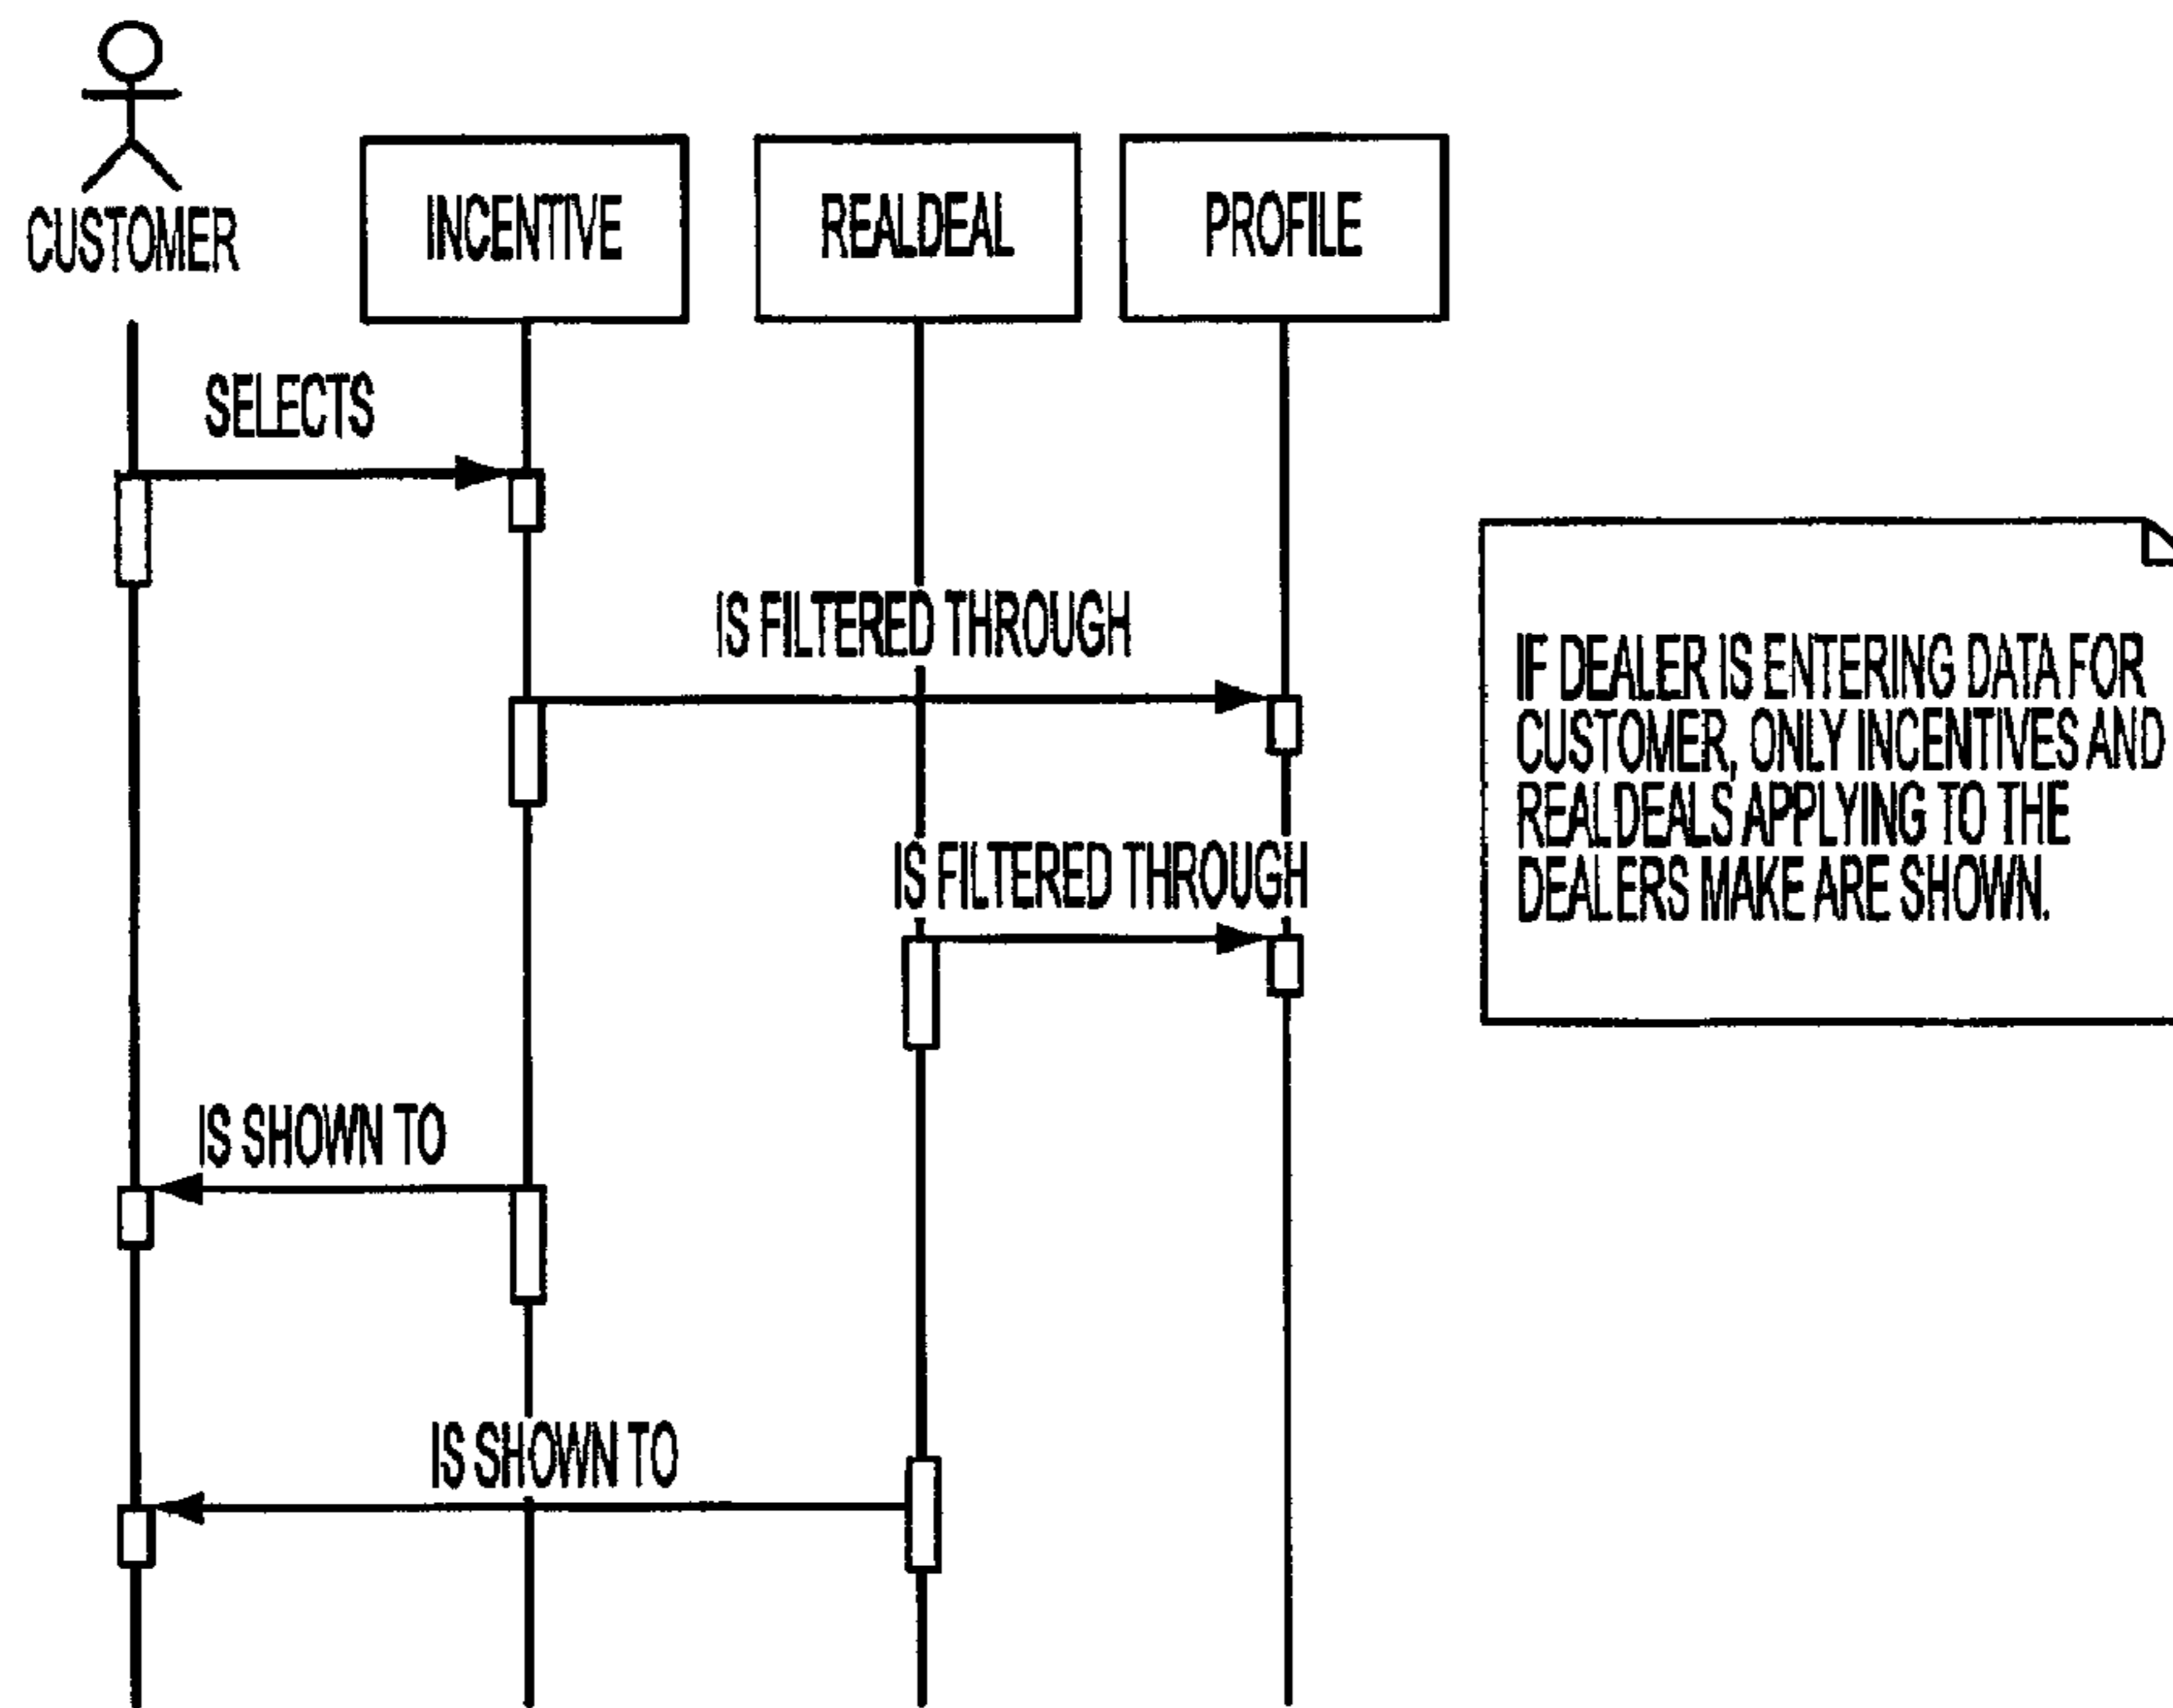 CUSTOMER
INCENTIVE
REALDEAL
PROFILE
SELECTS
IS FILTERED THROUGH
IF DEALER IS ENTERING DATA FOR
CUSTOMER, ONLY INCENTIVES AND
REALDEALS APPLYING TO THE
DEALERS MAKE ARE SHOWN.
IS FILTERED THROUGH
IS SHOWN TO
IS SHOWN TO